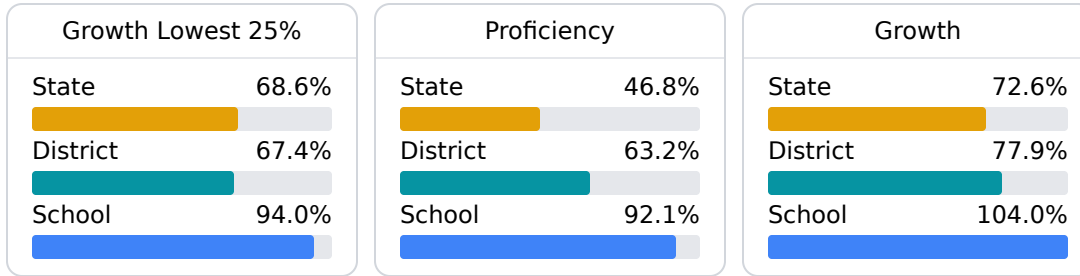 Growth Lowest 25%
State 68.6%
District 67.4%
School 94.0%
Proficiency
State 46.8%
District 63.2%
School 92.1%
Growth
State 72.6%
District 77.9%
School 104.0%